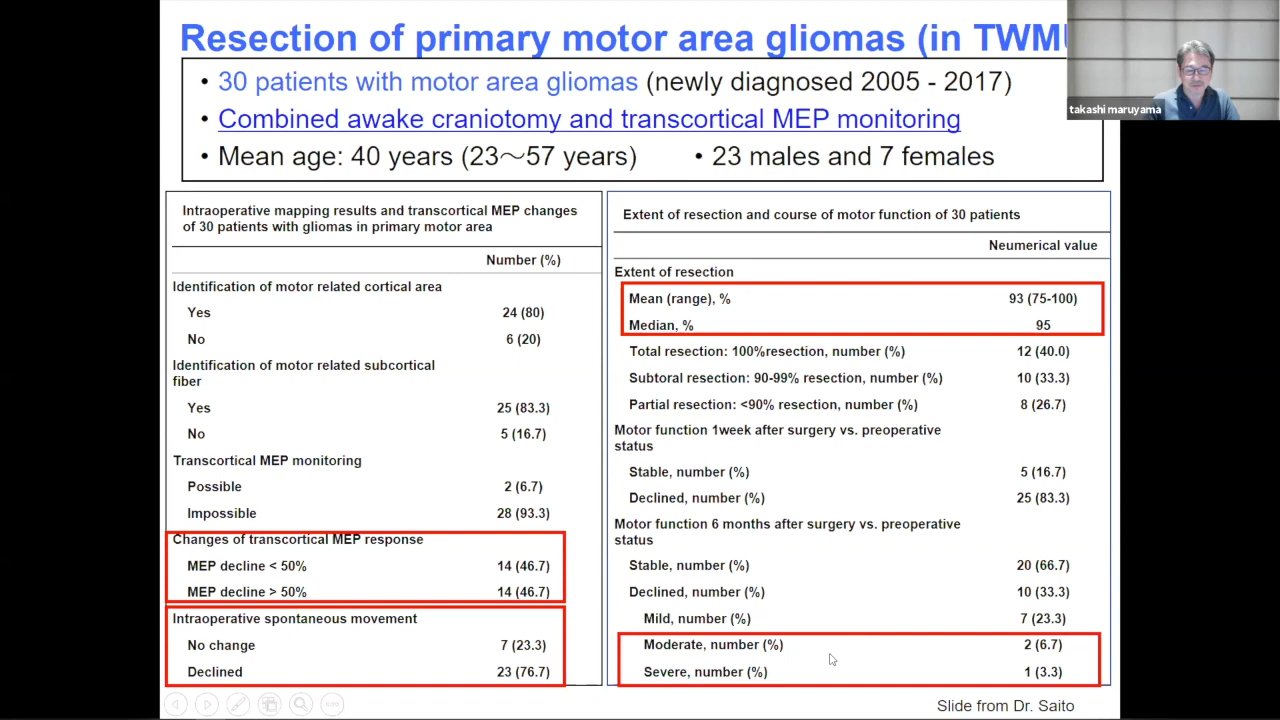 Resection of primary motor area gliomas (in TWMU
• 30 patients with motor area gliomas (newly diagnosed 2005 - 2017)
• Combined awake craniotomy and transcortical MEP monitoring
• Mean age: 40 years (23〜57 years) • 23 males and 7 females
takashi maruyama
Intraoperative mapping results and transcortical MEP changes
of 30 patients with gliomas in primary motor area
Number (%)
Identification of motor related cortical area
Yes 24 (80)
No 6 (20)
Identification of motor related subcortical
fiber
Yes 25 (83.3)
No 5 (16.7)
Transcortical MEP monitoring
Possible 2 (6.7)
Impossible 28 (93.3)
Changes of transcortical MEP response
MEP decline < 50% 14 (46.7)
MEP decline > 50% 14 (46.7)
Intraoperative spontaneous movement
No change 7 (23.3)
Declined 23 (76.7)
Extent of resection and course of motor function of 30 patients
Neumerical value
Extent of resection
Mean (range), % 93 (75-100)
Median, % 95
Total resection: 100%resection, number (%) 12 (40.0)
Subtoral resection: 90-99% resection, number (%) 10 (33.3)
Partial resection: <90% resection, number (%) 8 (26.7)
Motor function 1week after surgery vs. preoperative
status
Stable, number (%) 5 (16.7)
Declined, number (%) 25 (83.3)
Motor function 6 months after surgery vs. preoperative
status
Stable, number (%) 20 (66.7)
Declined, number (%) 10 (33.3)
Mild, number (%) 7 (23.3)
Moderate, number (%) 2 (6.7)
Severe, number (%) 1 (3.3)
Slide from Dr. Saito